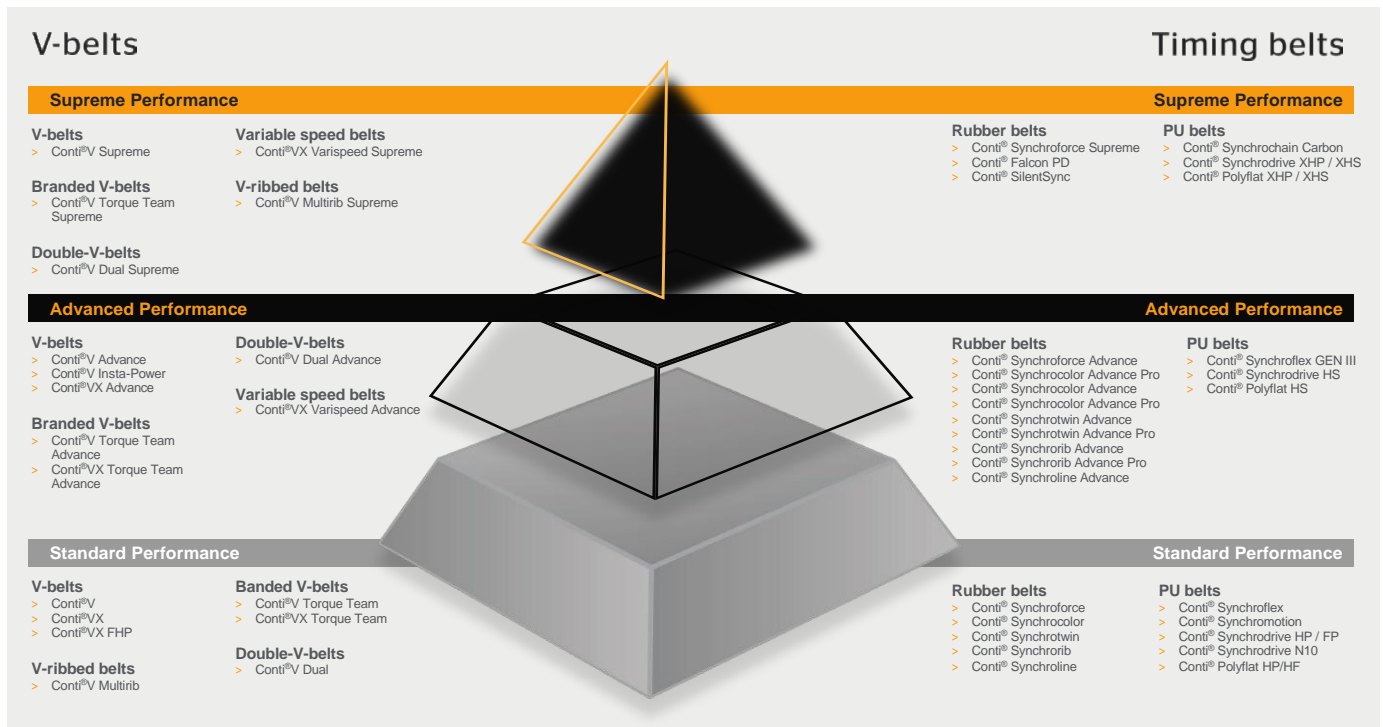 V-belts
Timing belts
Supreme Performance
Supreme Performance
V-belts
> Conti®V Supreme
Branded V-belts
> Conti®V Torque Team
Supreme
Double-V-belts
> Conti®V Dual Supreme
Variable speed belts
> Conti®VX Varispeed Supreme
V-ribbed belts
> Conti®V Multirib Supreme
Rubber belts
> Conti® Synchroforce Supreme
> Conti® Falcon PD
> Conti® SilentSync
PU belts
> Conti® Synchrochain Carbon
> Conti® Synchrodrive XHP / XHS
> Conti® Polyflat XHP / XHS
Advanced Performance
Advanced Performance
V-belts
> Conti®V Advance
> Conti®V Insta-Power
> Conti®VX Advance
Branded V-belts
> Conti®V Torque Team
Advance
> Conti®VX Torque Team
Advance
Double-V-belts
> Conti®V Dual Advance
Variable speed belts
> Conti®VX Varispeed Advance
Rubber belts
> Conti® Synchroforce Advance
> Conti® Synchrocolor Advance Pro
> Conti® Synchrocolor Advance
> Conti® Synchrocolor Advance Pro
> Conti® Synchrotwin Advance
> Conti® Synchrotwin Advance Pro
> Conti® Synchrorib Advance
> Conti® Synchrorib Advance Pro
> Conti® Synchroline Advance
PU belts
> Conti® Synchroflex GEN III
> Conti® Synchrodrive HS
> Conti® Polyflat HS
Standard Performance
Standard Performance
V-belts
> Conti®V
> Conti®VX
> Conti®VX FHP
V-ribbed belts
> Conti®V Multirib
Banded V-belts
> Conti®V Torque Team
> Conti®VX Torque Team
Double-V-belts
> Conti®V Dual
Rubber belts
> Conti® Synchroforce
> Conti® Synchrocolor
> Conti® Synchrotwin
> Conti® Synchrorib
> Conti® Synchroline
PU belts
> Conti® Synchroflex
> Conti® Synchromotion
> Conti® Synchrodrive HP / FP
> Conti® Synchrodrive N10
> Conti® Polyflat HP/HF